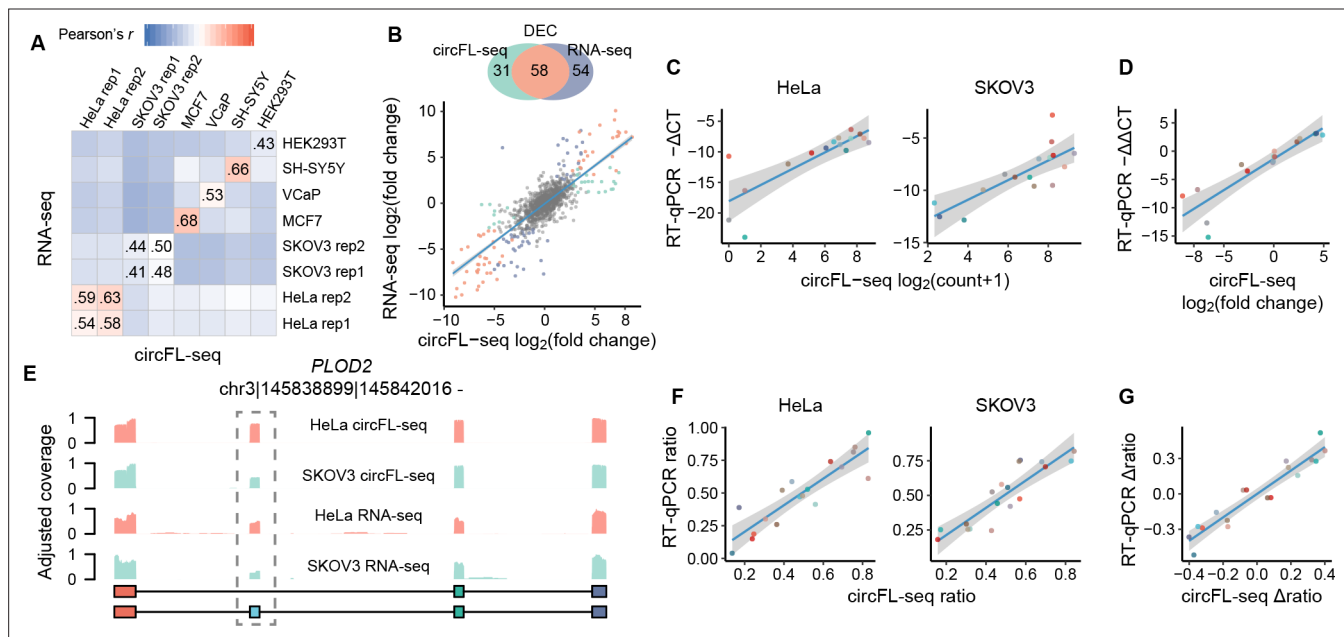 A
Pearson's r
HeLa rep1
HeLa rep2
SKOV3 rep1
SKOV3 rep2
MCF7
VCaP
SH-SY5Y
HEK293T
RNA-seq
.43 HEK293T
.66 SH-SY5Y
.53 VCaP
.68 MCF7
.44 .50 SKOV3 rep2
.41 .48 SKOV3 rep1
.59 .63 HeLa rep2
.54 .58 HeLa rep1
circFL-seq
B
DEC
circFL-seq RNA-seq
31 58 54
RNA-seq log2(fold change)
10
5
0
−5
−10
−10 −5 0 5 8
circFL−seq log2(fold change)
C
HeLa SKOV3
RT-qPCR −ΔCT
−5
−10
−15
−20
0 2 4 6 8
−5
−10
−15
2 4 6 8
circFL−seq log2(count+1)
D
RT-qPCR −ΔΔCT
5
0
−5
−10
−15
−8 −4 0 4
circFL-seq
log2(fold change)
E
PLOD2
chr3|145838899|145842016 -
Adjusted coverage
1
0
HeLa circFL-seq
1
0
SKOV3 circFL-seq
1
0
HeLa RNA-seq
1
0
SKOV3 RNA-seq
F
HeLa SKOV3
RT-qPCR ratio
1.00
0.75
0.50
0.25
0.00
0.2 0.4 0.6 0.8
0.75
0.50
0.25
0.2 0.4 0.6 0.8
circFL-seq ratio
G
RT-qPCR Δratio
0.3
0.0
−0.3
−0.4 −0.2 0.0 0.2 0.4
circFL-seq Δratio